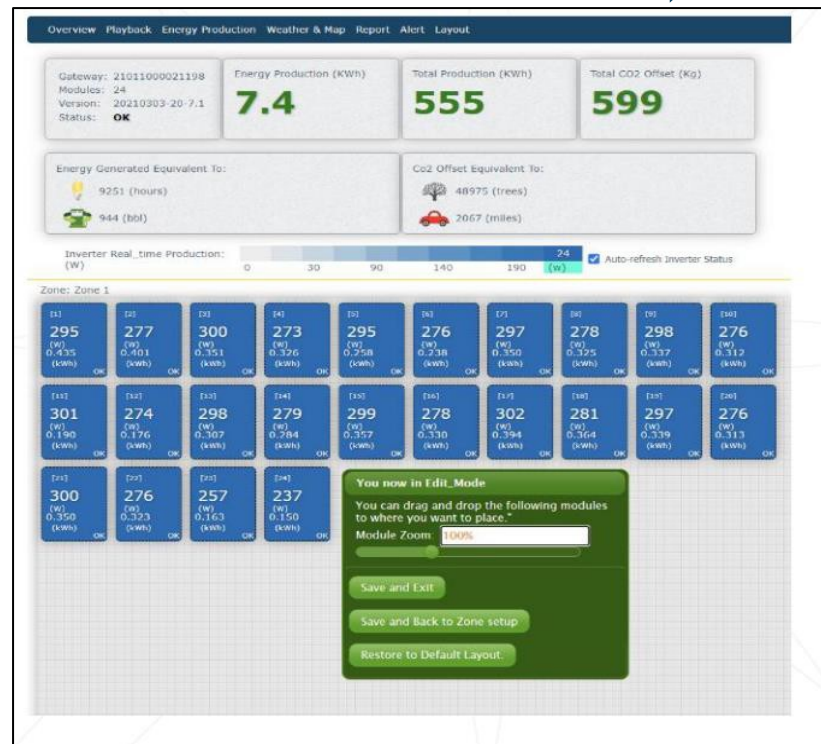 Overview Playback Energy Production Weather & Map Report Alert Layout
Gateway: 21011000021198
Modules: 24
Version: 20210303-20-7.1
Status: OK
Energy Production (KWh)
7.4
Total Production (KWh)
555
Total CO2 Offset (Kg)
599
Energy Generated Equivalent To:
9251 (hours)
944 (bbl)
Co2 Offset Equivalent To:
48975 (trees)
2067 (miles)
Inverter Real_time Production:
(W)
0 30 90 140 190 24
(w)
Auto-refresh Inverter Status
Zone: Zone 1
[1] [2] [3] [4] [5] [6] [7] [8] [9] [10]
295 277 300 273 295 276 297 278 298 276
(W) (W) (W) (W) (W) (W) (W) (W) (W) (W)
0.435 0.401 0.351 0.326 0.258 0.238 0.350 0.325 0.337 0.312
(kWh) (kWh) (kWh) (kWh) (kWh) (kWh) (kWh) (kWh) (kWh) (kWh)
OK OK OK OK OK OK OK OK OK OK
[11] [12] [13] [14] [15] [16] [17] [18] [19] [20]
301 274 298 279 299 278 302 281 297 276
(W) (W) (W) (W) (W) (W) (W) (W) (W) (W)
0.190 0.176 0.307 0.284 0.357 0.330 0.394 0.364 0.339 0.313
(kWh) (kWh) (kWh) (kWh) (kWh) (kWh) (kWh) (kWh) (kWh) (kWh)
OK OK OK OK OK OK OK OK OK OK
[21] [22] [23] [24]
300 276 257 237
(W) (W) (W) (W)
0.350 0.323 0.163 0.150
(kWh) (kWh) (kWh) (kWh)
OK OK OK OK
You now in Edit_Mode
You can drag and drop the following modules
to where you want to place."
Module Zoom: 100%
Save and Exit
Save and Back to Zone setup
Restore to Default Layout.